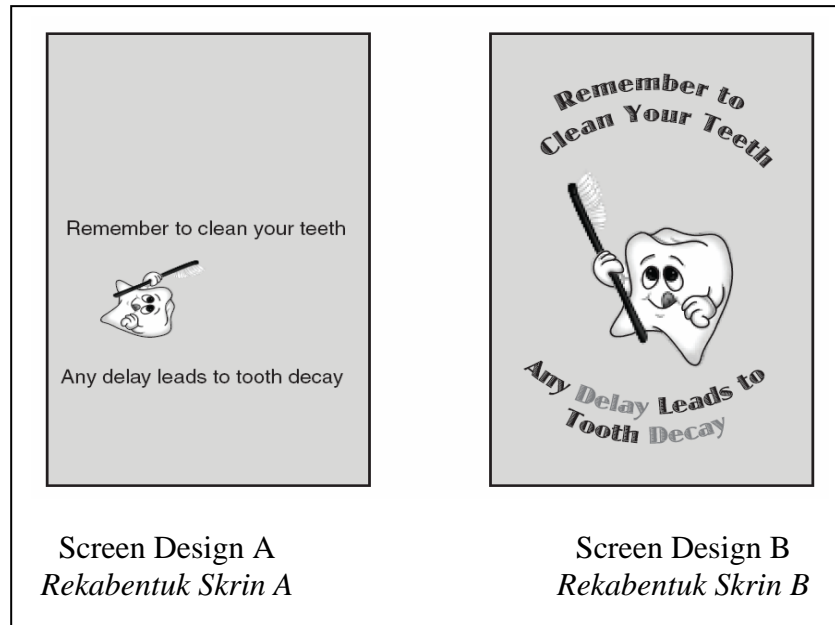 Remember to clean your teeth
Any delay leads to tooth decay
Screen Design A
Rekabentuk Skrin A
Remember to
Clean Your Teeth
Any Delay Leads to
Tooth Decay
Screen Design B
Rekabentuk Skrin B